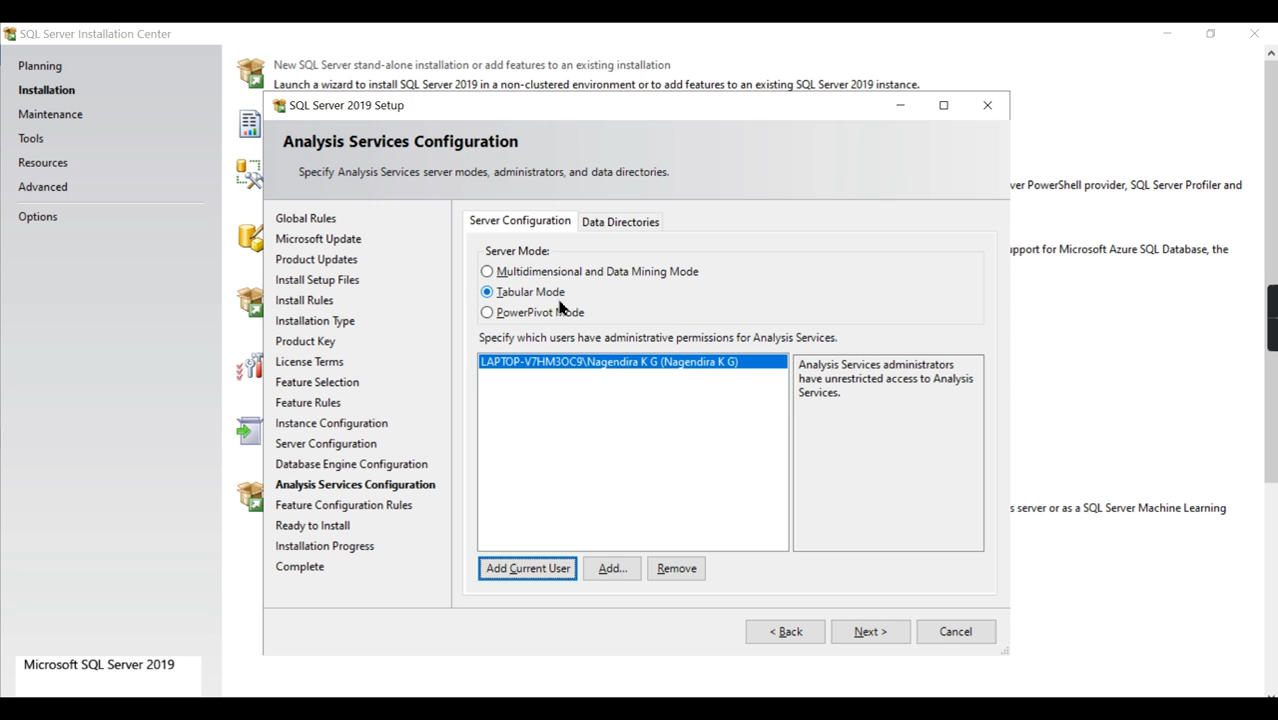 SQL Server Installation Center
Planning
Installation
Maintenance
Tools
Resources
Advanced
Options
Microsoft SQL Server 2019
New SQL Server stand-alone installation or add features to an existing installation
Launch a wizard to install SQL Server 2019 in a non-clustered environment or to add features to an existing SQL Server 2019 instance.
ver PowerShell provider, SQL Server Profiler and
upport for Microsoft Azure SQL Database, the
s server or as a SQL Server Machine Learning
SQL Server 2019 Setup
Analysis Services Configuration
Specify Analysis Services server modes, administrators, and data directories.
Global Rules
Microsoft Update
Product Updates
Install Setup Files
Install Rules
Installation Type
Product Key
License Terms
Feature Selection
Feature Rules
Instance Configuration
Server Configuration
Database Engine Configuration
Analysis Services Configuration
Feature Configuration Rules
Ready to Install
Installation Progress
Complete
Server Configuration
Data Directories
Server Mode:
Multidimensional and Data Mining Mode
Tabular Mode
PowerPivot Mode
Specify which users have administrative permissions for Analysis Services.
LAPTOP-V7HM3OC9\Nagendira K G (Nagendira K G)
Analysis Services administrators
have unrestricted access to Analysis
Services.
Add Current User
Add...
Remove
< Back
Next >
Cancel